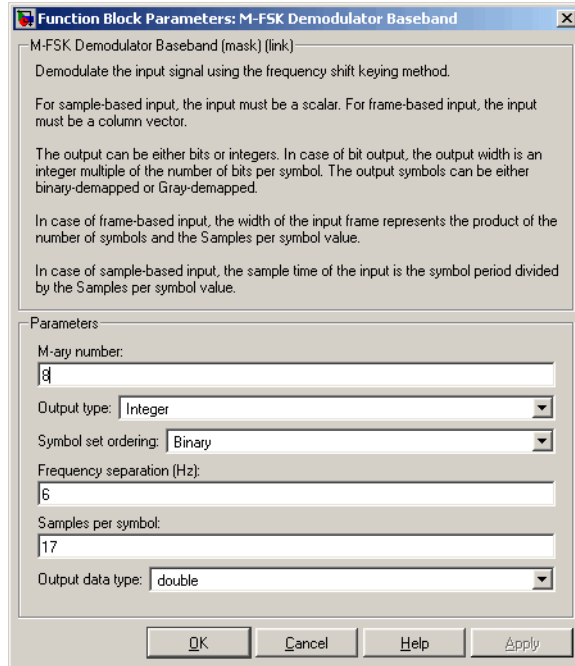 Function Block Parameters: M-FSK Demodulator Baseband
M-FSK Demodulator Baseband (mask) (link)
Demodulate the input signal using the frequency shift keying method.
For sample-based input, the input must be a scalar. For frame-based input, the input
must be a column vector.
The output can be either bits or integers. In case of bit output, the output width is an
integer multiple of the number of bits per symbol. The output symbols can be either
binary-demapped or Gray-demapped.
In case of frame-based input, the width of the input frame represents the product of the
number of symbols and the Samples per symbol value.
In case of sample-based input, the sample time of the input is the symbol period divided
by the Samples per symbol value.
Parameters
M-ary number:
8
Output type: Integer
Symbol set ordering: Binary
Frequency separation (Hz):
6
Samples per symbol:
17
Output data type: double
OK Cancel Help Apply